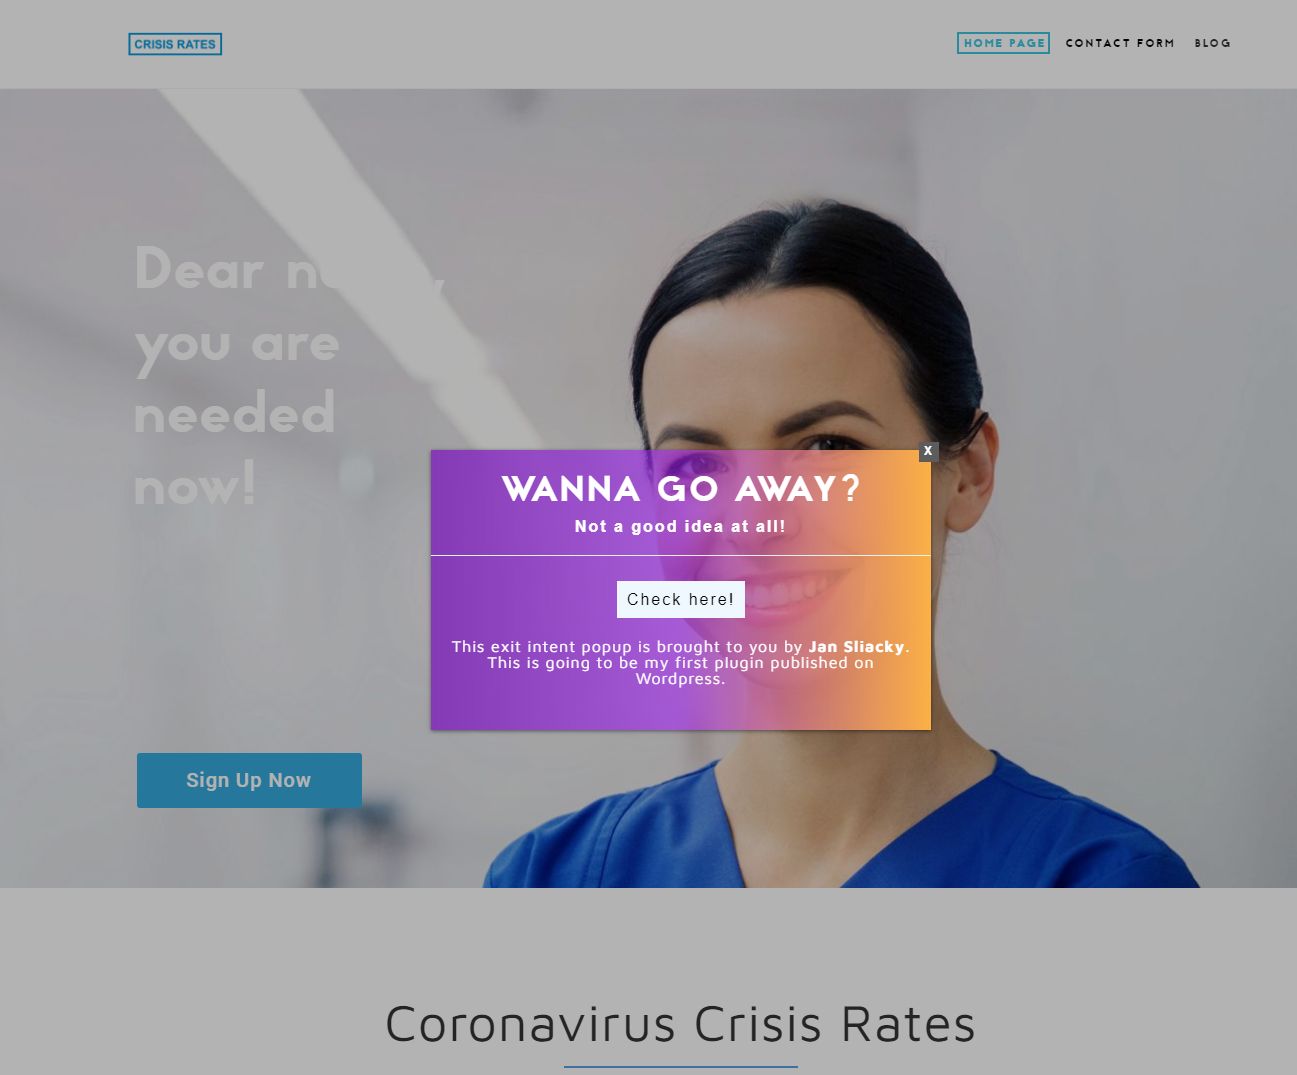 CRISIS RATES
HOME PAGE CONTACT FORM BLOG
Dear
you are
needed
now!
X
WANNA GO AWAY?
Not a good idea at all!
Check here!
This exit intent popup is brought to you by Jan Sliacky.
This is going to be my first plugin published on
Wordpress.
Sign Up Now
Coronavirus Crisis Rates